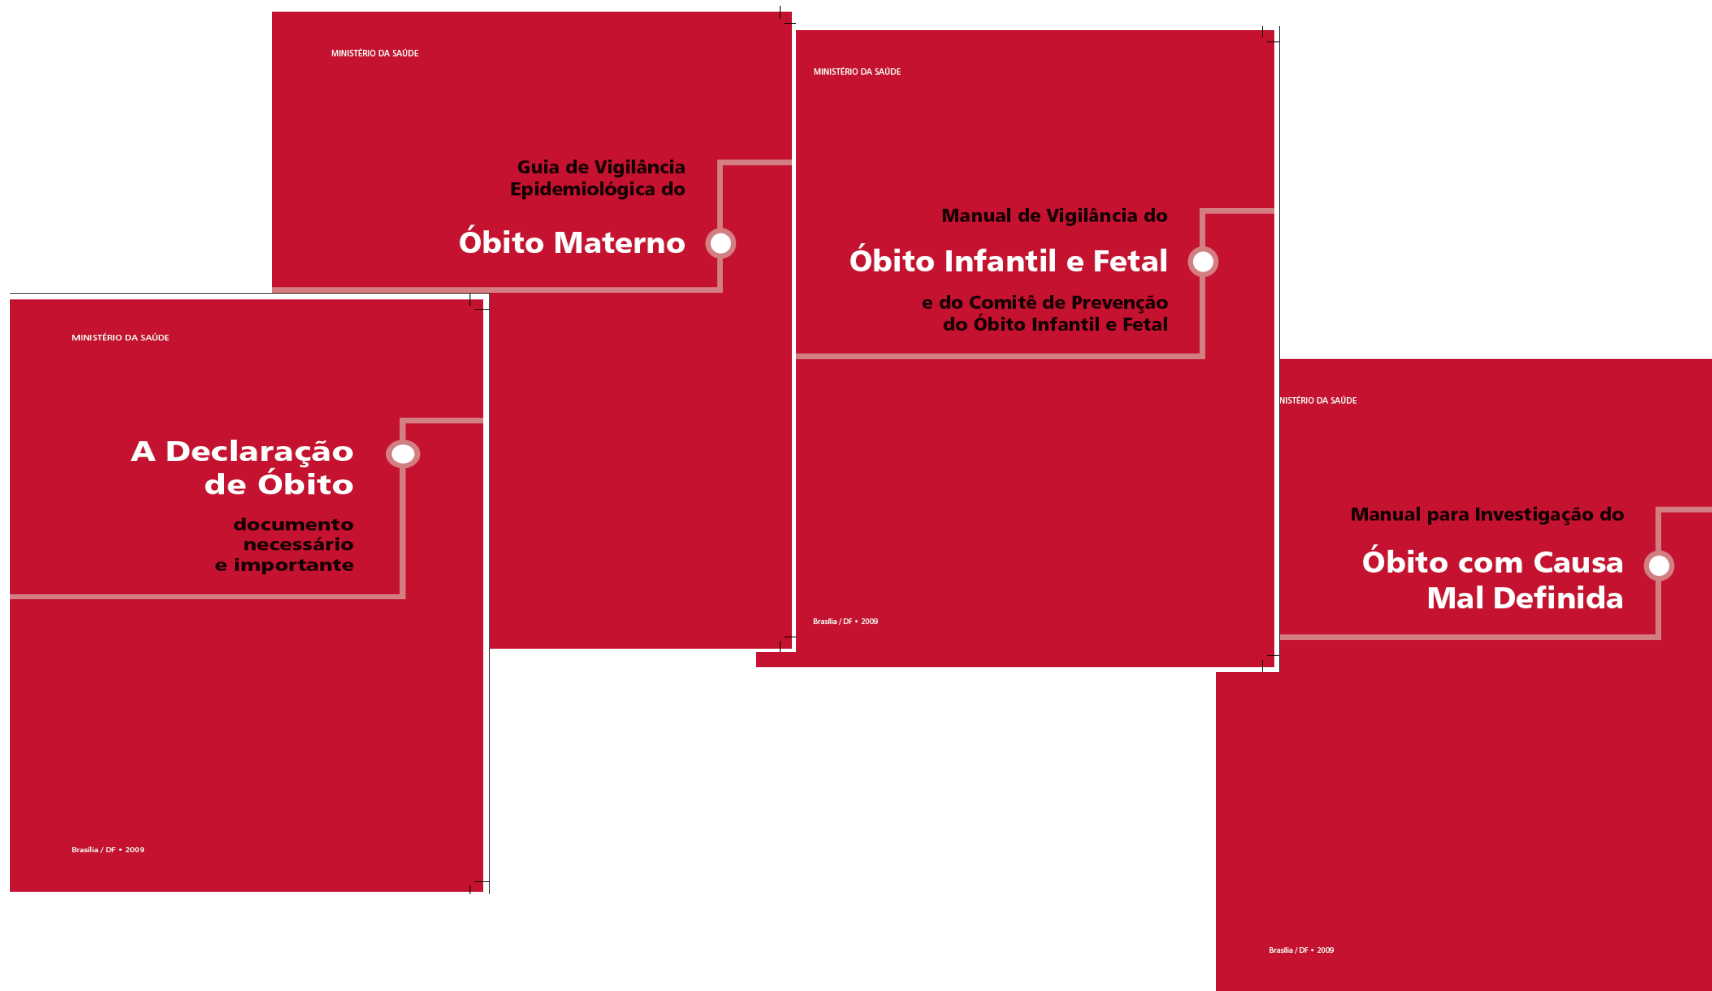 MINISTÉRIO DA SAÚDE
Guia de Vigilância
Epidemiológica do
Óbito Materno
MINISTÉRIO DA SAÚDE
Manual de Vigilância do
Óbito Infantil e Fetal
e do Comitê de Prevenção
do Óbito Infantil e Fetal
Brasília / DF • 2009
MINISTÉRIO DA SAÚDE
A Declaração
de Óbito
documento
necessário
e importante
Brasília / DF • 2009
NISTÉRIO DA SAÚDE
Manual para Investigação do
Óbito com Causa
Mal Definida
Brasília / DF • 2009